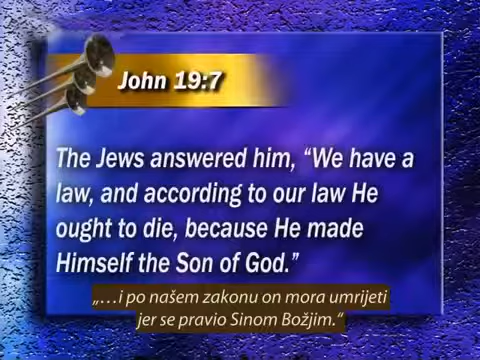 John 19:7
The Jews answered him, “We have a
law, and according to our law He
ought to die, because He made
Himself the Son of God.”
„…i po našem zakonu on mora umrijeti
jer se pravio Sinom Božjim.“